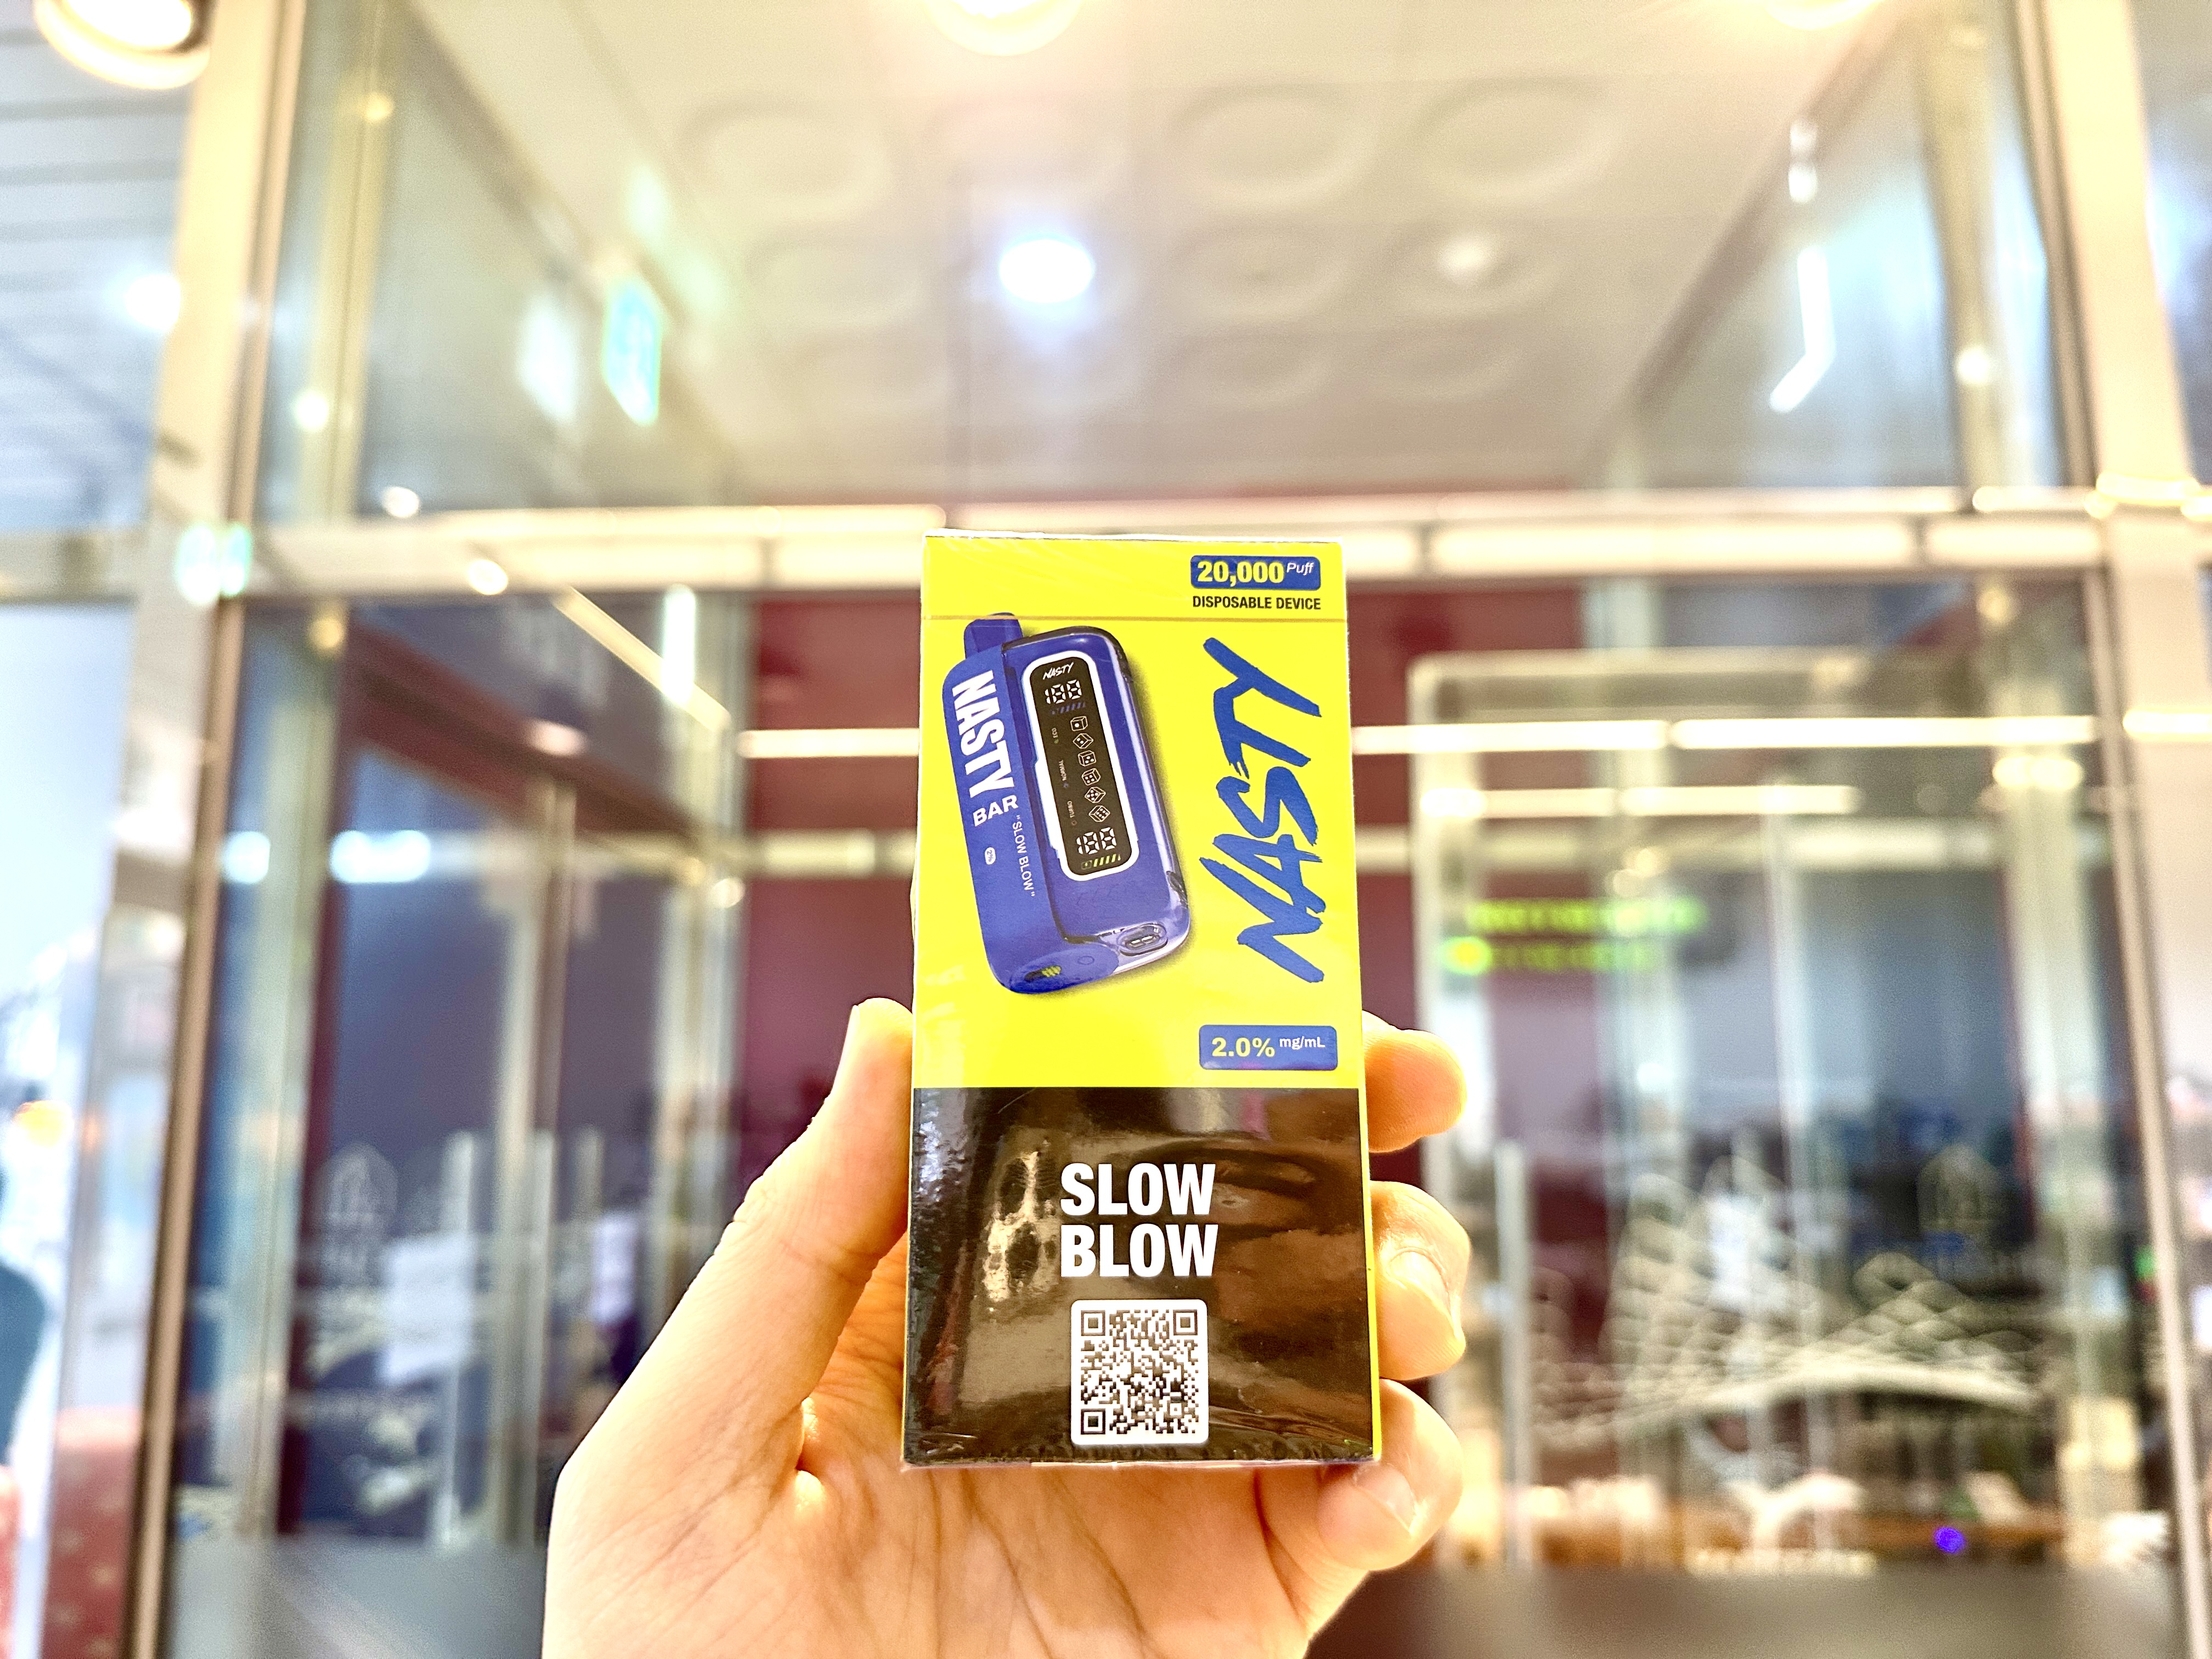 20,000 Puff
DISPOSABLE DEVICE
NASTY
NASTY
BAR
"SLOW BLOW"
NASTY
2.0% mg/mL
SLOW
BLOW